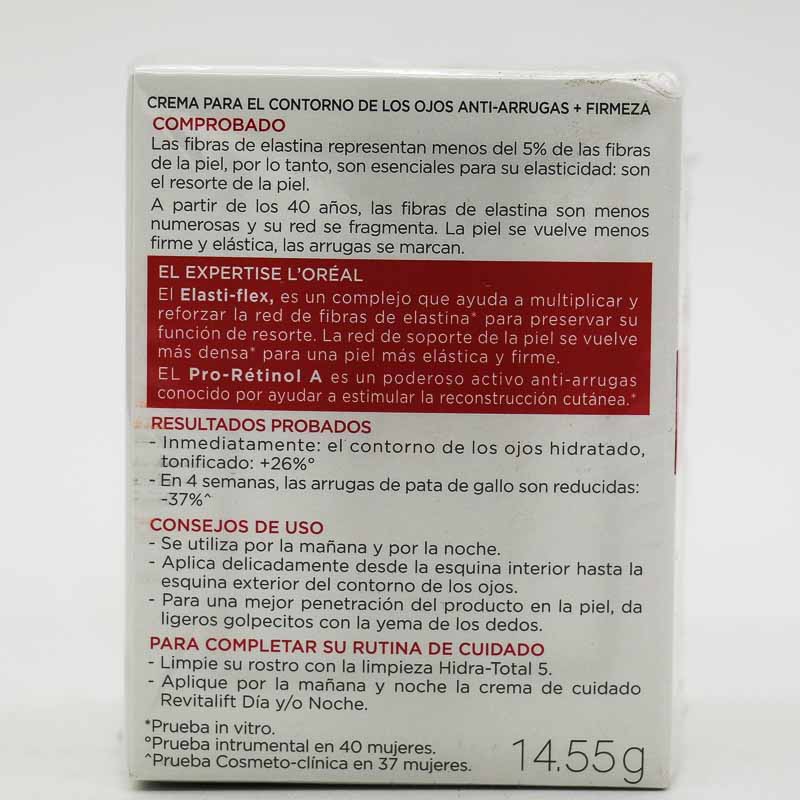 CREMA PARA EL CONTORNO DE LOS OJOS ANTI-ARRUGAS + FIRMEZA
COMPROBADO
Las fibras de elastina representan menos del 5% de las fibras
de la piel, por lo tanto, son esenciales para su elasticidad: son
el resorte de la piel.
A partir de los 40 años, las fibras de elastina son menos
numerosas y su red se fragmenta. La piel se vuelve menos
firme y elástica, las arrugas se marcan.
EL EXPERTISE L'ORÉAL
El Elasti-flex, es un complejo que ayuda a multiplicar y
reforzar la red de fibras de elastina* para preservar su
función de resorte. La red de soporte de la piel se vuelve
más densa* para una piel más elástica y firme.
EL Pro-Rétinol A es un poderoso activo anti-arrugas
conocido por ayudar a estimular la reconstrucción cutánea.*
RESULTADOS PROBADOS
- Inmediatamente: el contorno de los ojos hidratado,
tonificado: +26%°
- En 4 semanas, las arrugas de pata de gallo son reducidas:
-37%^
CONSEJOS DE USO
- Se utiliza por la mañana y por la noche.
- Aplica delicadamente desde la esquina interior hasta la
esquina exterior del contorno de los ojos.
- Para una mejor penetración del producto en la piel, da
ligeros golpecitos con la yema de los dedos.
PARA COMPLETAR SU RUTINA DE CUIDADO
- Limpie su rostro con la limpieza Hidra-Total 5.
- Aplique por la mañana y noche la crema de cuidado
Revitalift Día y/o Noche.
*Prueba in vitro.
°Prueba intrumental en 40 mujeres.
^Prueba Cosmeto-clínica en 37 mujeres.
14.55g